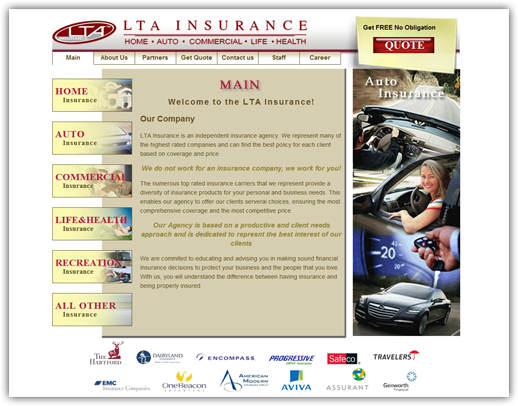 LTA
LTA INSURANCE
HOME • AUTO • COMMERCIAL • LIFE • HEALTH
Get FREE No Obligation
QUOTE
Main About Us Partners Get Quote Contact us Staff Career
HOME
Insurance
AUTO
Insurance
COMMERCIAL
Insurance
LIFE&HEALTH
Insurance
RECREATION
Insurance
ALL OTHER
Insurance
MAIN
Welcome to the LTA Insurance!
Our Company
LTA Insurance is an independent insurance agency. We represent many of
the highest rated companies and can find the best policy for each client
based on coverage and price
We do not work for an insurance company, we work for you!
The numerous top rated insurance carriers that we represent provide a
diversity of insurance products for your personal and business needs. This
enables our agency to offer our clients serveral choices, ensuring the most
comprehensive coverage and the most competitive price
Our Agency is based on a productive and client needs
approach and is dedicated to represnt the best interest of our
clients
We are commited to educating and advising you in making sound financial
insurance decisions to protect your business and the people that you love.
With us, you will understand the difference between having insurance and
being properly insured.
Auto
Insurance
THE HARTFORD
DAIRYLAND
ENCOMPASS
PROGRESSIVE
Safeco
TRAVELERS
EMC
Insurance Companies
OneBeacon
INSURANCE
AMERICAN
MODERN
AVIVA
ASSURANT
Genworth
Financial